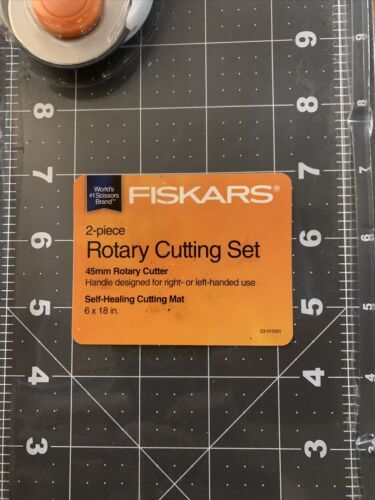 9
8
8
7
7
World's
#1 Scissors
Brand™
FISKARS®
2-piece
Rotary Cutting Set
45mm Rotary Cutter
Handle designed for right- or left-handed use
Self-Healing Cutting Mat
6 x 18 in.
6
6
5
5
4
4
3
3